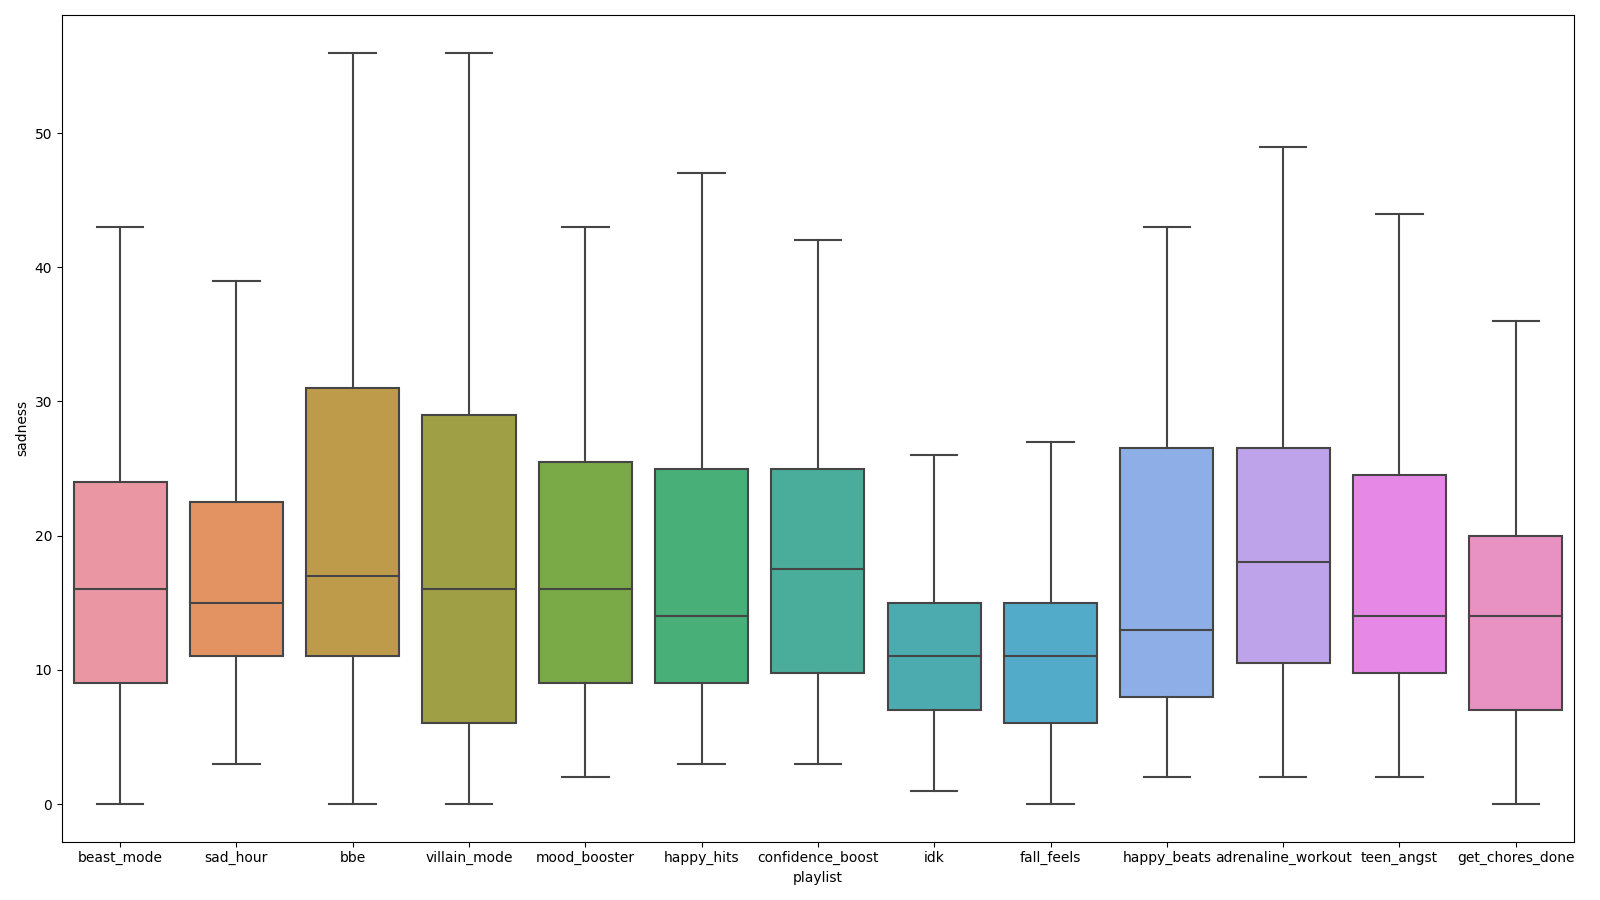 sadness
50
40
30
20
10
0
beast_mode sad_hour bbe villain_mode mood_booster happy_hits confidence_boost idk fall_feels happy_beats adrenaline_workout teen_angst get_chores_done
playlist